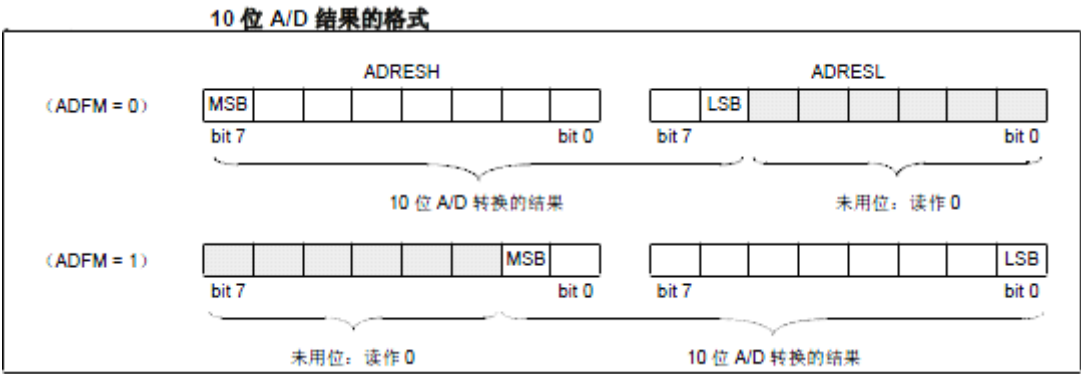 10 位 A/D 结果的格式
ADRESH ADRESL
（ADFM = 0） MSB LSB
bit 7 bit 0 bit 7 bit 0
10 位 A/D 转换的结果 未用位：读作 0
（ADFM = 1） MSB LSB
bit 7 bit 0 bit 7 bit 0
未用位：读作 0 10 位 A/D 转换的结果